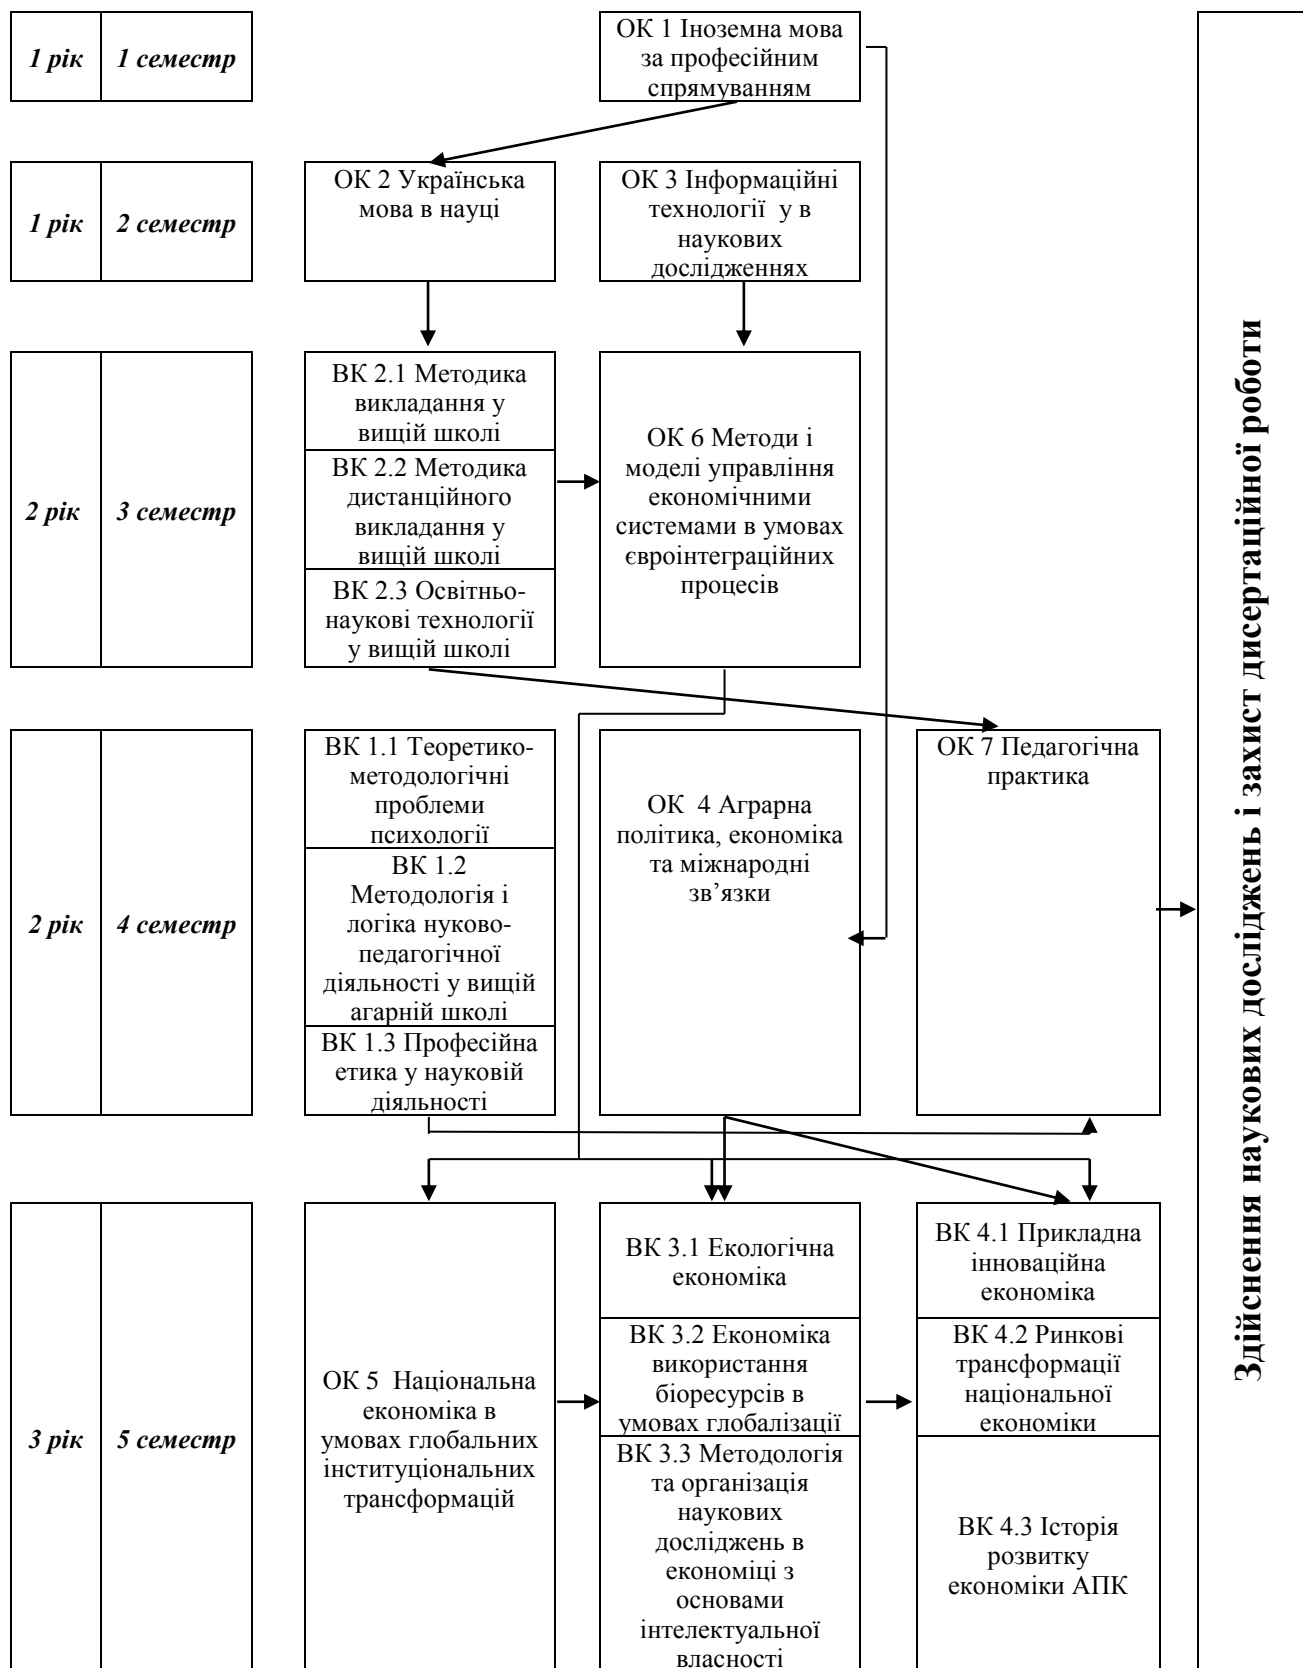 1 рік
1 семестр
ОК 1 Іноземна мова
за професійним
спрямуванням
1 рік
2 семестр
ОК 2 Українська
мова в науці
ОК 3 Інформаційні
технології у в
наукових
дослідженнях
2 рік
3 семестр
ВК 2.1 Методика
викладання у
вищій школі
ВК 2.2 Методика
дистанційного
викладання у
вищій школі
ВК 2.3 Освітньо-
наукові технології
у вищій школі
ОК 6 Методи і
моделі управління
економічними
системами в умовах
євроінтеграційних
процесів
2 рік
4 семестр
ВК 1.1 Теоретико-
методологічні
проблеми
психології
ВК 1.2
Методологія і
логіка нуково-
педагогічної
діяльності у вищій
агарній школі
ВК 1.3 Професійна
етика у науковій
діяльності
ОК 4 Аграрна
політика, економіка
та міжнародні
зв’язки
ОК 7 Педагогічна
практика
3 рік
5 семестр
ОК 5 Національна
економіка в
умовах глобальних
інституціональних
трансформацій
ВК 3.1 Екологічна
економіка
ВК 3.2 Економіка
використання
біоресурсів в
умовах глобалізації
ВК 3.3 Методологія
та організація
наукових
досліджень в
економіці з
основами
інтелектуальної
власності
ВК 4.1 Прикладна
інноваційна
економіка
ВК 4.2 Ринкові
трансформації
національної
економіки
ВК 4.3 Історія
розвитку
економіки АПК
Здійснення наукових досліджень і захист дисертаційної роботи